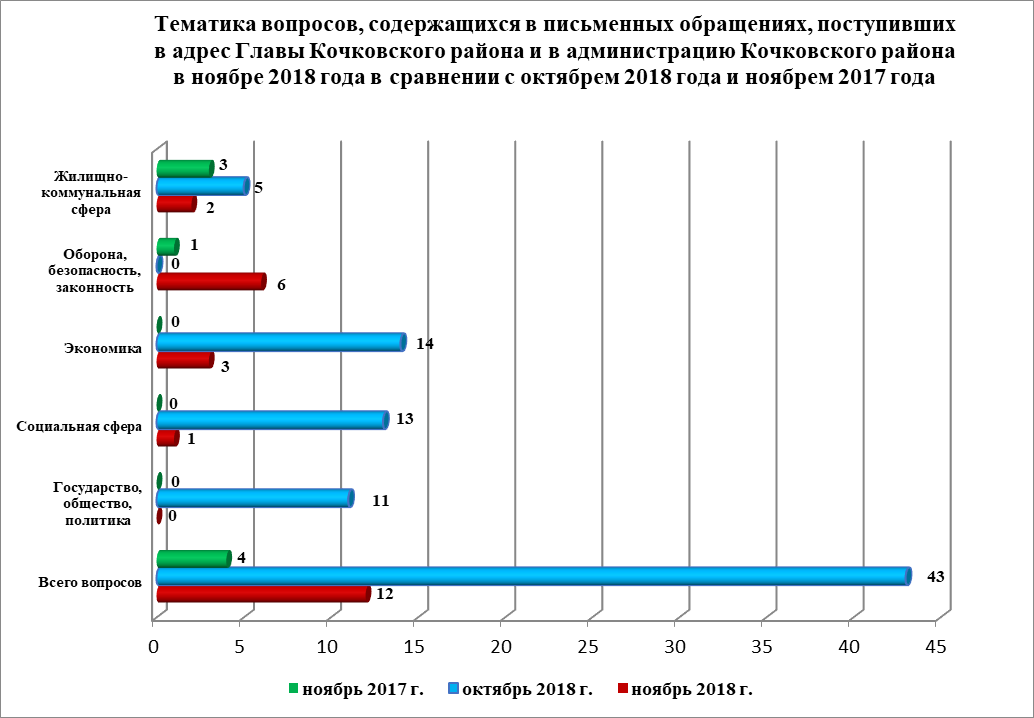 Тематика вопросов, содержащихся в письменных обращениях, поступивших
в адрес Главы Кочковского района и в администрацию Кочковского района
в ноябре 2018 года в сравнении с октябрем 2018 года и ноябрем 2017 года
Жилищно-
коммунальная
сфера
3
5
2
Оборона,
безопасность,
законность
1
0
6
Экономика
0
14
3
Социальная сфера
0
13
1
Государство,
общество,
политика
0
11
0
Всего вопросов
4
43
12
0 5 10 15 20 25 30 35 40 45
ноябрь 2017 г. октябрь 2018 г. ноябрь 2018 г.